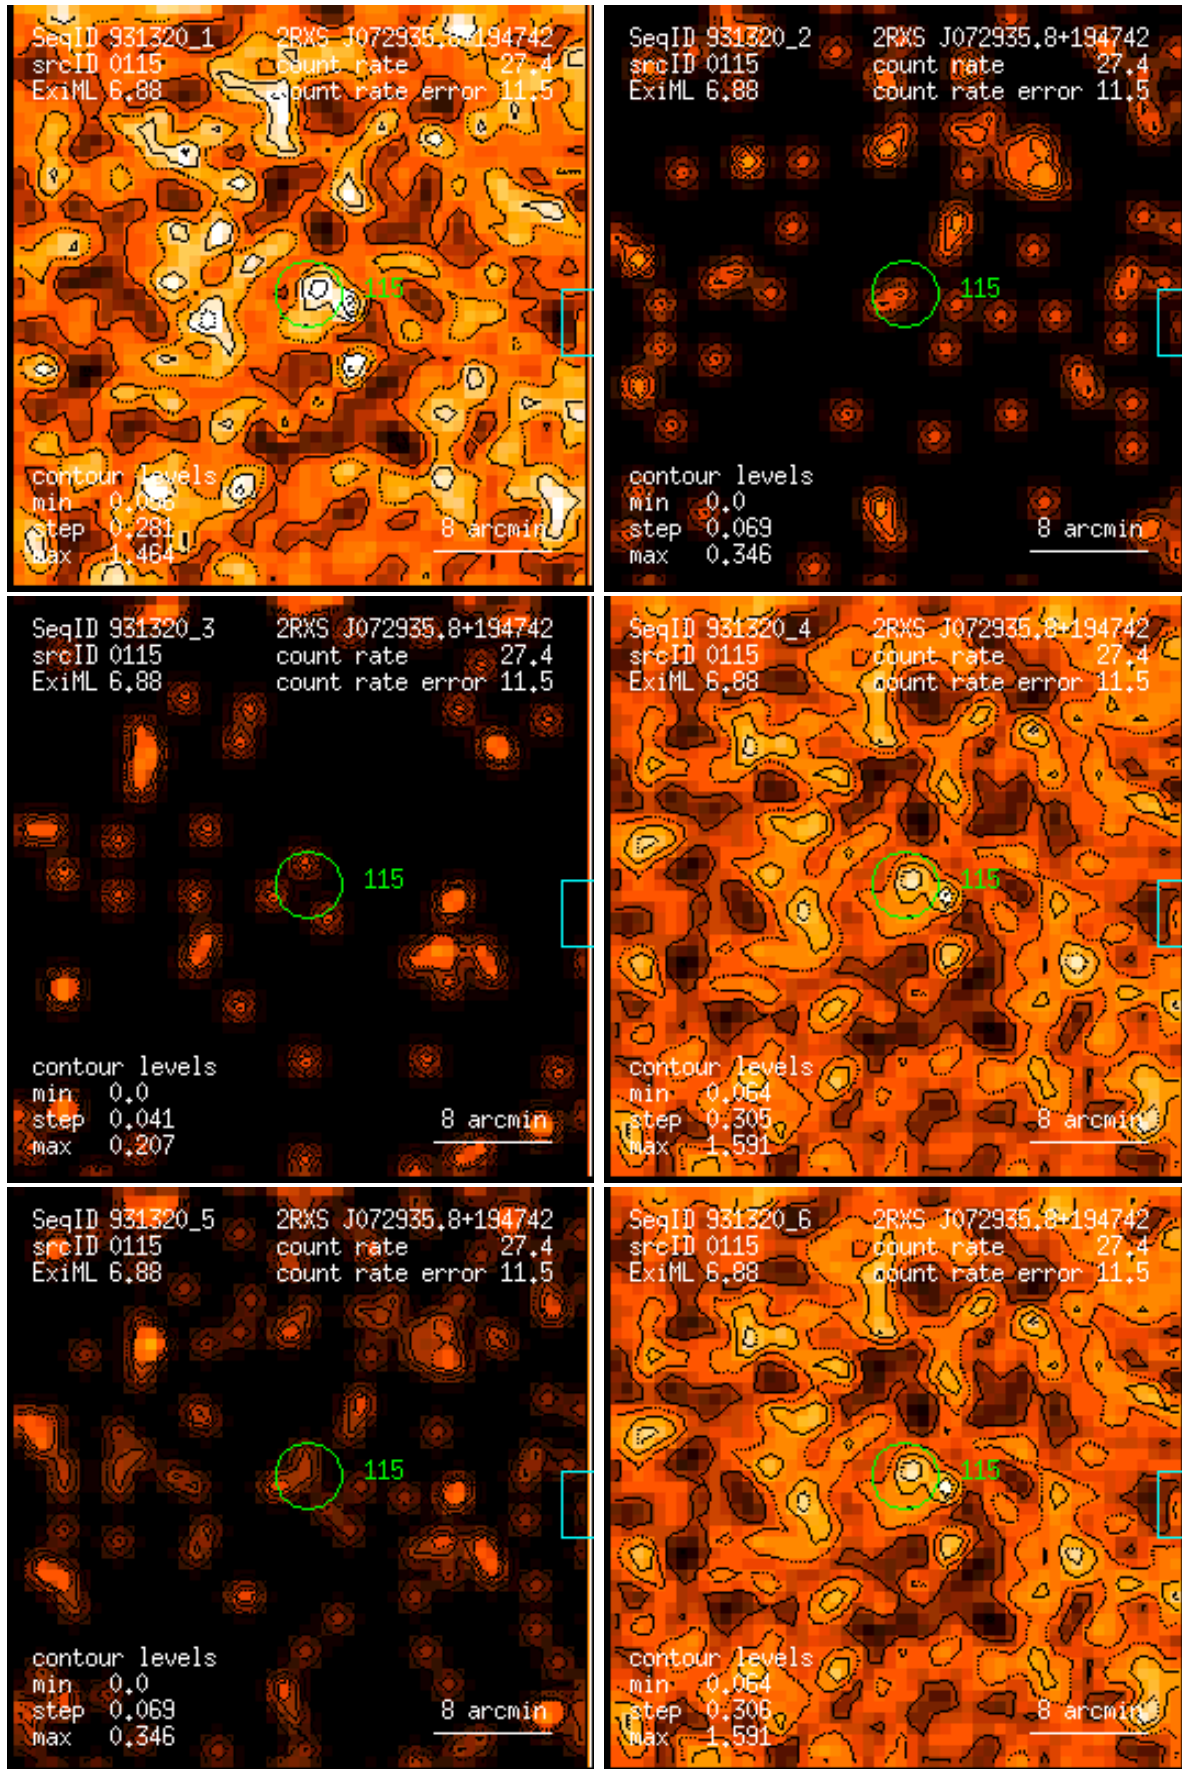 SeqID 931320_1 2RXS J072935.8+194742
srcID 0115 count rate 27.4
ExiML 6.88 count rate error 11.5
115
contour levels
min 0.056
step 0.281 8 arcmin
max 1.464
SeqID 931320_2 2RXS J072935.8+194742
srcID 0115 count rate 27.4
ExiML 6.88 count rate error 11.5
115
contour levels
min 0.0
step 0.069 8 arcmin
max 0.346
SeqID 931320_3 2RXS J072935.8+194742
srcID 0115 count rate 27.4
ExiML 6.88 count rate error 11.5
115
contour levels
min 0.0
step 0.041 8 arcmin
max 0.207
SeqID 931320_4 2RXS J072935.8+194742
srcID 0115 count rate 27.4
ExiML 6.88 count rate error 11.5
115
contour levels
min 0.064
step 0.305 8 arcmin
max 1.591
SeqID 931320_5 2RXS J072935.8+194742
srcID 0115 count rate 27.4
ExiML 6.88 count rate error 11.5
115
contour levels
min 0.0
step 0.069 8 arcmin
max 0.346
SeqID 931320_6 2RXS J072935.8+194742
srcID 0115 count rate 27.4
ExiML 6.88 count rate error 11.5
115
contour levels
min 0.064
step 0.306 8 arcmin
max 1.591